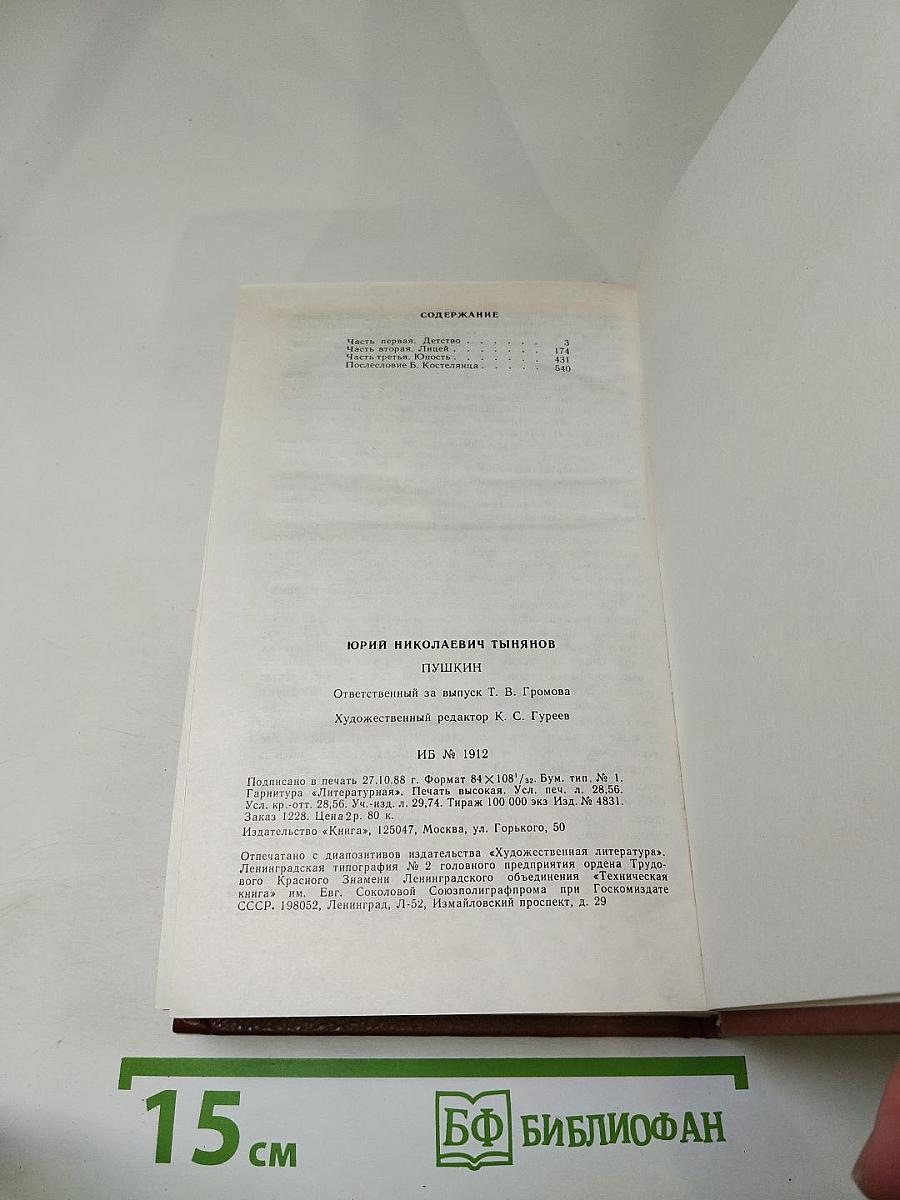 СОДЕРЖАНИЕ
Часть первая. Детство . . . . . . 3
Часть вторая. Лицей . . . . . . . 174
Часть третья. Юность . . . . . . . 431
Послесловие Б. Костелянца . . . . . 540
ЮРИЙ НИКОЛАЕВИЧ ТЫНЯНОВ
ПУШКИН
Ответственный за выпуск Т. В. Громова
Художественный редактор К. С. Гуреев
ИБ № 1912
Подписано в печать 27.10.88 г. Формат 84×108¹/₃₂. Бум. тип. № 1.
Гарнитура «Литературная». Печать высокая. Усл. печ. л. 28,56.
Усл. кр.-отт. 28,56. Уч.-изд. л. 29,74. Тираж 100 000 экз Изд. № 4831.
Заказ 1228. Цена 2 р. 80 к.
Издательство «Книга», 125047, Москва, ул. Горького, 50
Отпечатано с диапозитивов издательства «Художественная литература».
Ленинградская типография № 2 головного предприятия ордена Трудо-
вого Красного Знамени Ленинградского объединения «Техническая
книга» им. Евг. Соколовой Союзполиграфпрома при Госкомиздате
СССР. 198052, Ленинград, Л-52, Измайловский проспект, д. 29
15 см
БФ БИБЛИОФАН